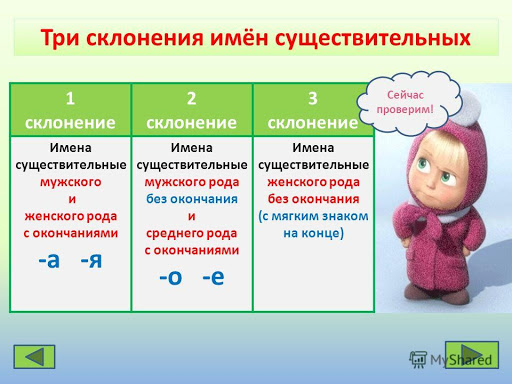 Три склонения имён существительных
1
склонение
2
склонение
3
склонение
Сейчас
проверим!
Имена
существительные
мужского
и
женского рода
с окончаниями
-а -я
Имена
существительные
мужского рода
без окончания
и
среднего рода
с окончаниями
-о -е
Имена
существительные
женского рода
без окончания
(с мягким знаком
на конце)
MyShared